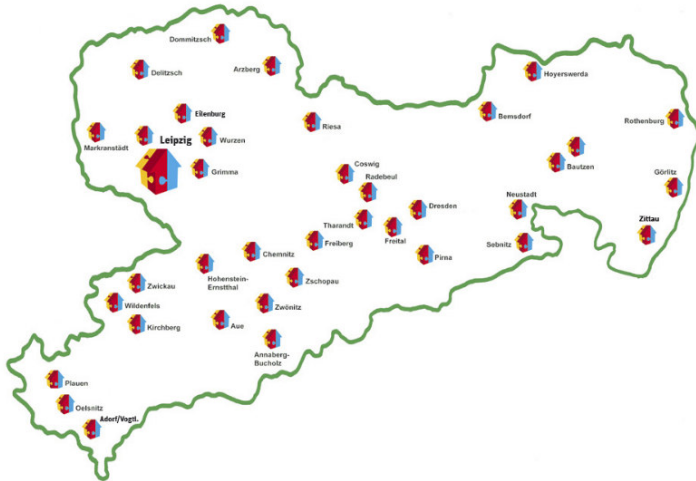 Dommitzsch
Delitzsch
Arzberg
Hoyerswerda
Eilenburg
Bernsdorf
Rothenburg
Riesa
Markranstädt
Leipzig
Wurzen
Bautzen
Grimma
Coswig
Radebeul
Görlitz
Neustadt
Dresden
Tharandt
Freital
Zittau
Freiberg
Sebnitz
Chemnitz
Pirna
Hohenstein-
Ernstthal
Zschopau
Zwickau
Wildenfels
Zwönitz
Kirchberg
Aue
Annaberg-
Bucholz
Plauen
Oelsnitz
Adorf/Vogtl.